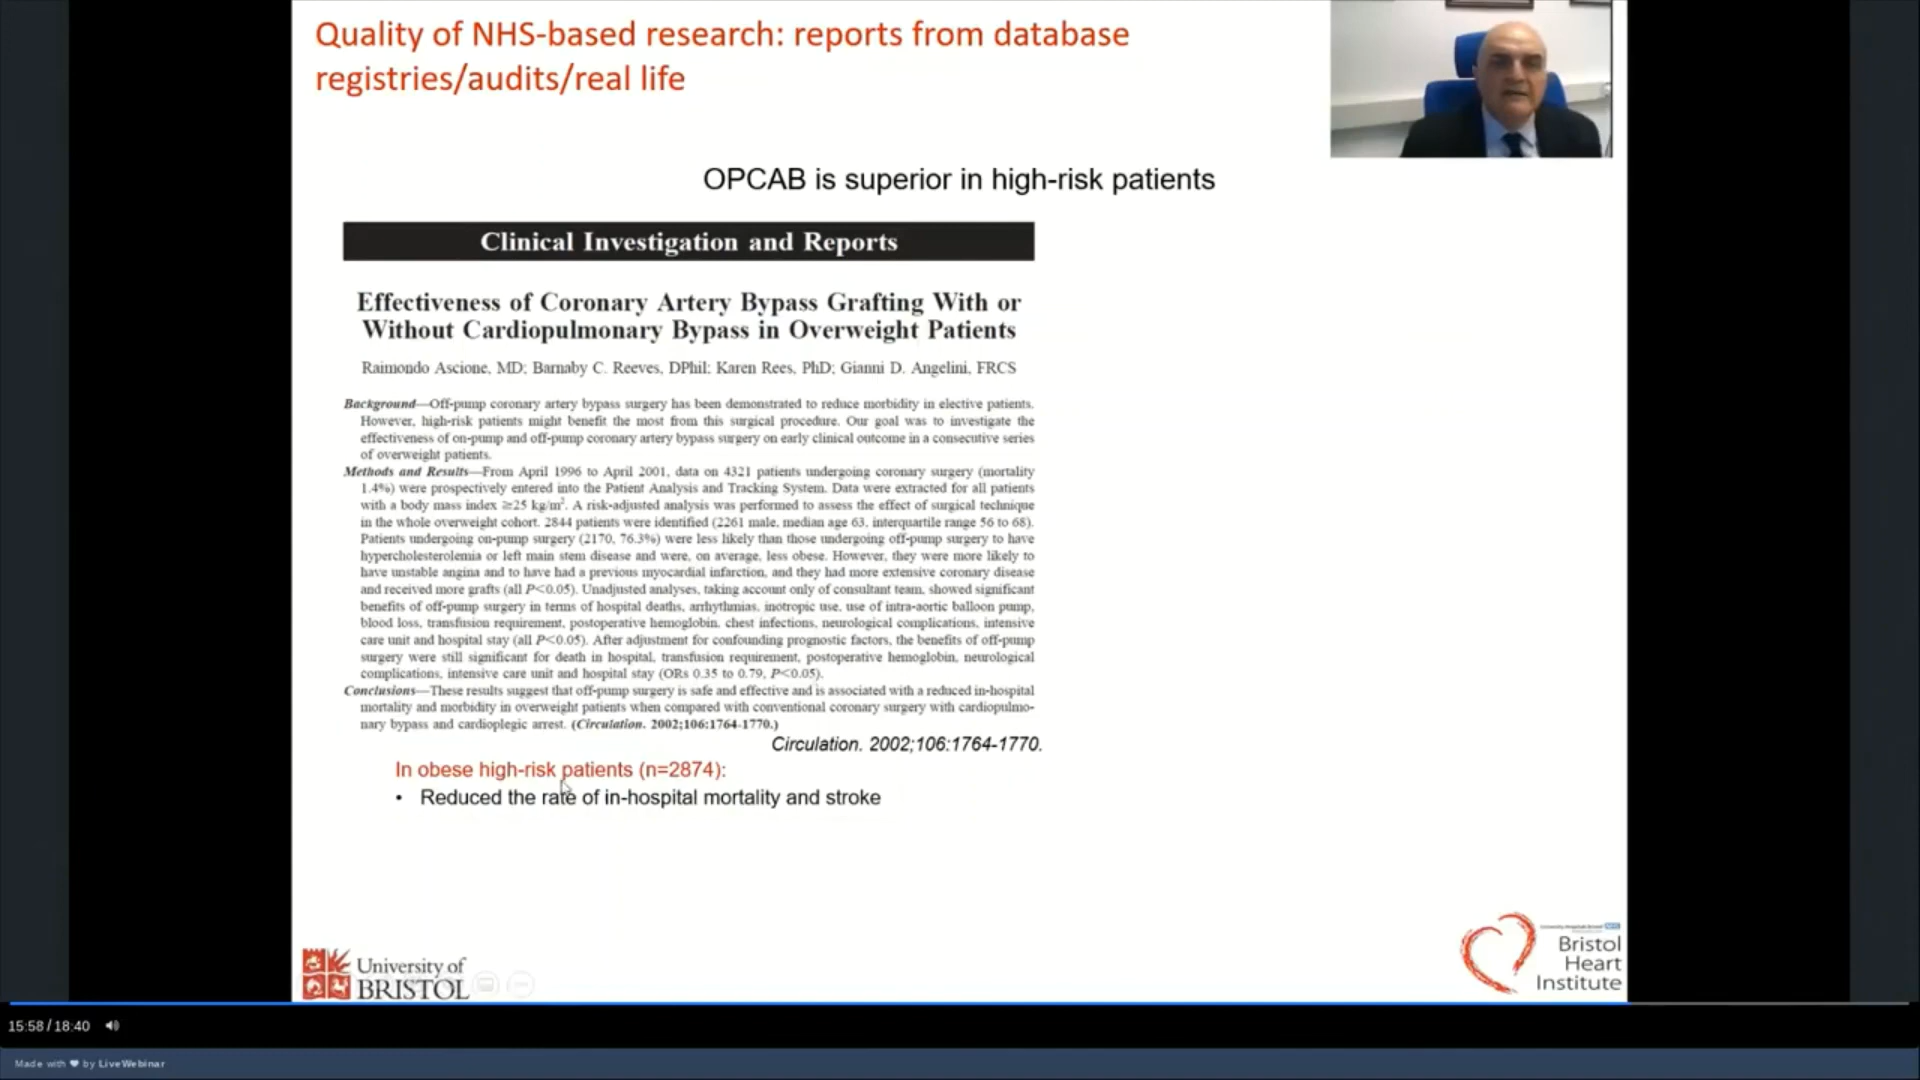 Quality of NHS-based research: reports from database
registries/audits/real life
OPCAB is superior in high-risk patients
Clinical Investigation and Reports
Effectiveness of Coronary Artery Bypass Grafting With or
Without Cardiopulmonary Bypass in Overweight Patients
Raimondo Ascione, MD; Barnaby C. Reeves, DPhil; Karen Rees, PhD; Gianni D. Angelini, FRCS
Background—Off-pump coronary artery bypass surgery has been demonstrated to reduce morbidity in elective patients.
However, high-risk patients might benefit the most from this surgical procedure. Our goal was to investigate the
effectiveness of on-pump and off-pump coronary artery bypass surgery on early clinical outcome in a consecutive series
of overweight patients.
Methods and Results—From April 1996 to April 2001, data on 4321 patients undergoing coronary surgery (mortality
1.4%) were prospectively entered into the Patient Analysis and Tracking System. Data were extracted for all patients
with a body mass index ≥25 kg/m². A risk-adjusted analysis was performed to assess the effect of surgical technique
in the whole overweight cohort. 2844 patients were identified (2261 male, median age 63, interquartile range 56 to 68).
Patients undergoing on-pump surgery (2170, 76.3%) were less likely than those undergoing off-pump surgery to have
hypercholesterolemia or left main stem disease and were, on average, less obese. However, they were more likely to
have unstable angina and to have had a previous myocardial infarction, and they had more extensive coronary disease
and received more grafts (all P<0.05). Unadjusted analyses, taking account only of consultant team, showed significant
benefits of off-pump surgery in terms of hospital deaths, arrhythmias, inotropic use, use of intra-aortic balloon pump,
blood loss, transfusion requirement, postoperative hemoglobin, chest infections, neurological complications, intensive
care unit and hospital stay (all P<0.05). After adjustment for confounding prognostic factors, the benefits of off-pump
surgery were still significant for death in hospital, transfusion requirement, postoperative hemoglobin, neurological
complications, intensive care unit and hospital stay (ORs 0.35 to 0.79, P<0.05).
Conclusions—These results suggest that off-pump surgery is safe and effective and is associated with a reduced in-hospital
mortality and morbidity in overweight patients when compared with conventional coronary surgery with cardiopulmo-
nary bypass and cardioplegic arrest. (Circulation. 2002;106:1764-1770.)
Circulation. 2002;106:1764-1770.
In obese high-risk patients (n=2874):
• Reduced the rate of in-hospital mortality and stroke
University of
BRISTOL
Bristol
Heart
Institute
15:58 / 18:40
Made with ❤ by LiveWebinar